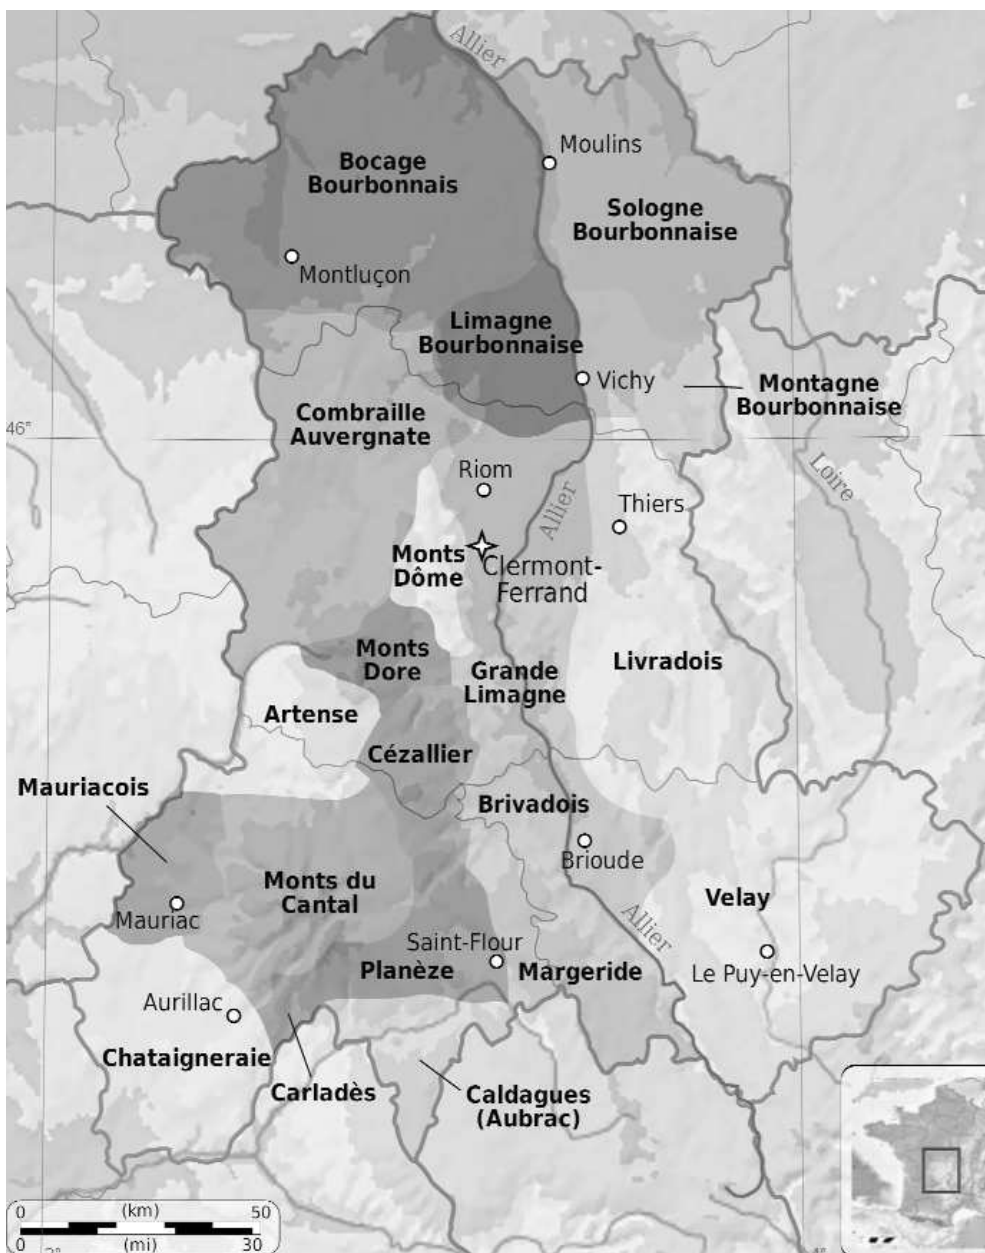 Allier
Moulins
Bocage
Bourbonnais
Sologne
Bourbonnaise
Montluçon
Limagne
Bourbonnaise
Vichy
Montagne
Bourbonnaise
Combraille
Auvergnate
46°
Riom
Loire
Allier
Thiers
Monts
Dôme
Clermont-
Ferrand
Monts
Dore
Grande
Limagne
Livradois
Artense
Cézallier
Mauriacois
Brivadois
Brioude
Monts du
Cantal
Velay
Mauriac
Allier
Saint-Flour
Planèze
Margeride
Le Puy-en-Velay
Aurillac
Chataigneraie
Carladès
Caldagues
(Aubrac)
0 (km) 50
0 (mi) 30